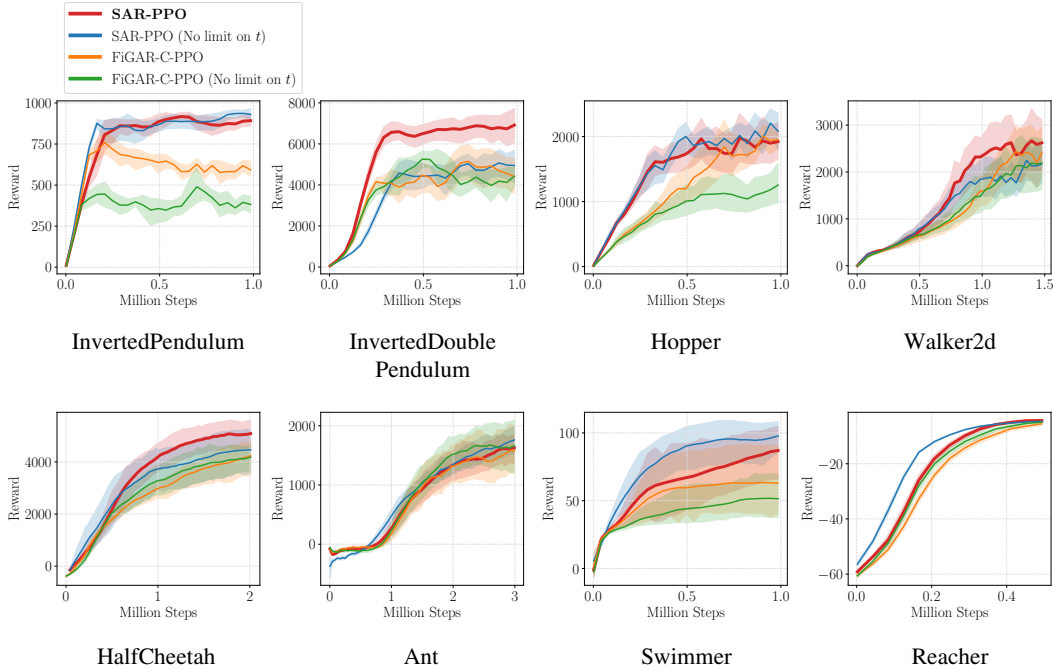 SAR-PPO
SAR-PPO (No limit on t)
FiGAR-C-PPO
FiGAR-C-PPO (No limit on t)
1000
750
500
250
0
Reward
0.0 0.5 1.0
Million Steps
InvertedPendulum
8000
6000
4000
2000
0
Reward
0.0 0.5 1.0
Million Steps
InvertedDouble
Pendulum
2000
1000
0
Reward
0.0 0.5 1.0
Million Steps
Hopper
3000
2000
1000
0
Reward
0.0 0.5 1.0 1.5
Million Steps
Walker2d
4000
2000
0
Reward
0 1 2
Million Steps
HalfCheetah
2000
1000
0
Reward
0 1 2 3
Million Steps
Ant
100
50
0
Reward
0.0 0.5 1.0
Million Steps
Swimmer
−20
−40
−60
Reward
0.0 0.2 0.4
Million Steps
Reacher